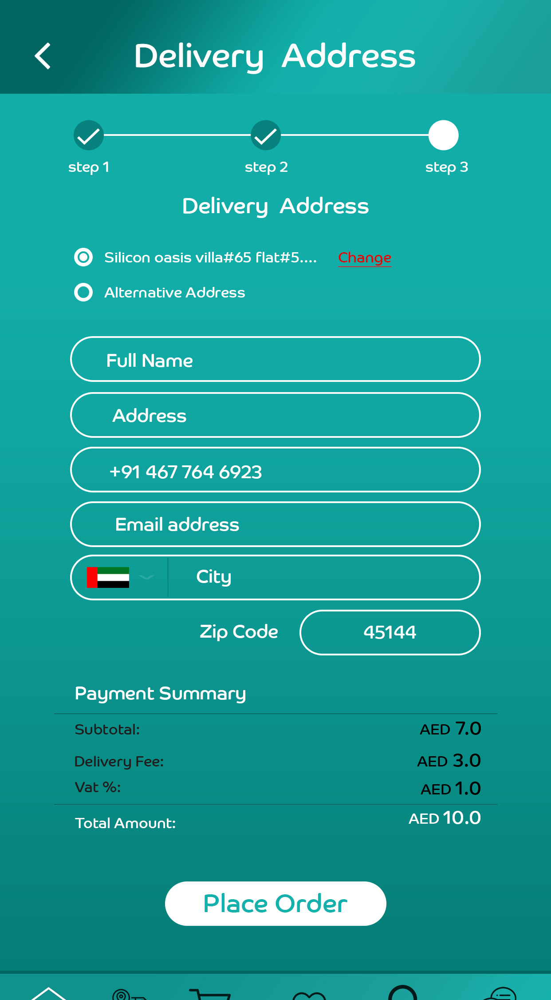 Delivery Address
step 1
step 2
step 3
Delivery Address
Silicon oasis villa#65 flat#5.... Change
Alternative Address
Full Name
Address
+91 467 764 6923
Email address
City
Zip Code 45144
Payment Summary
Subtotal: AED 7.0
Delivery Fee: AED 3.0
Vat %: AED 1.0
Total Amount: AED 10.0
Place Order